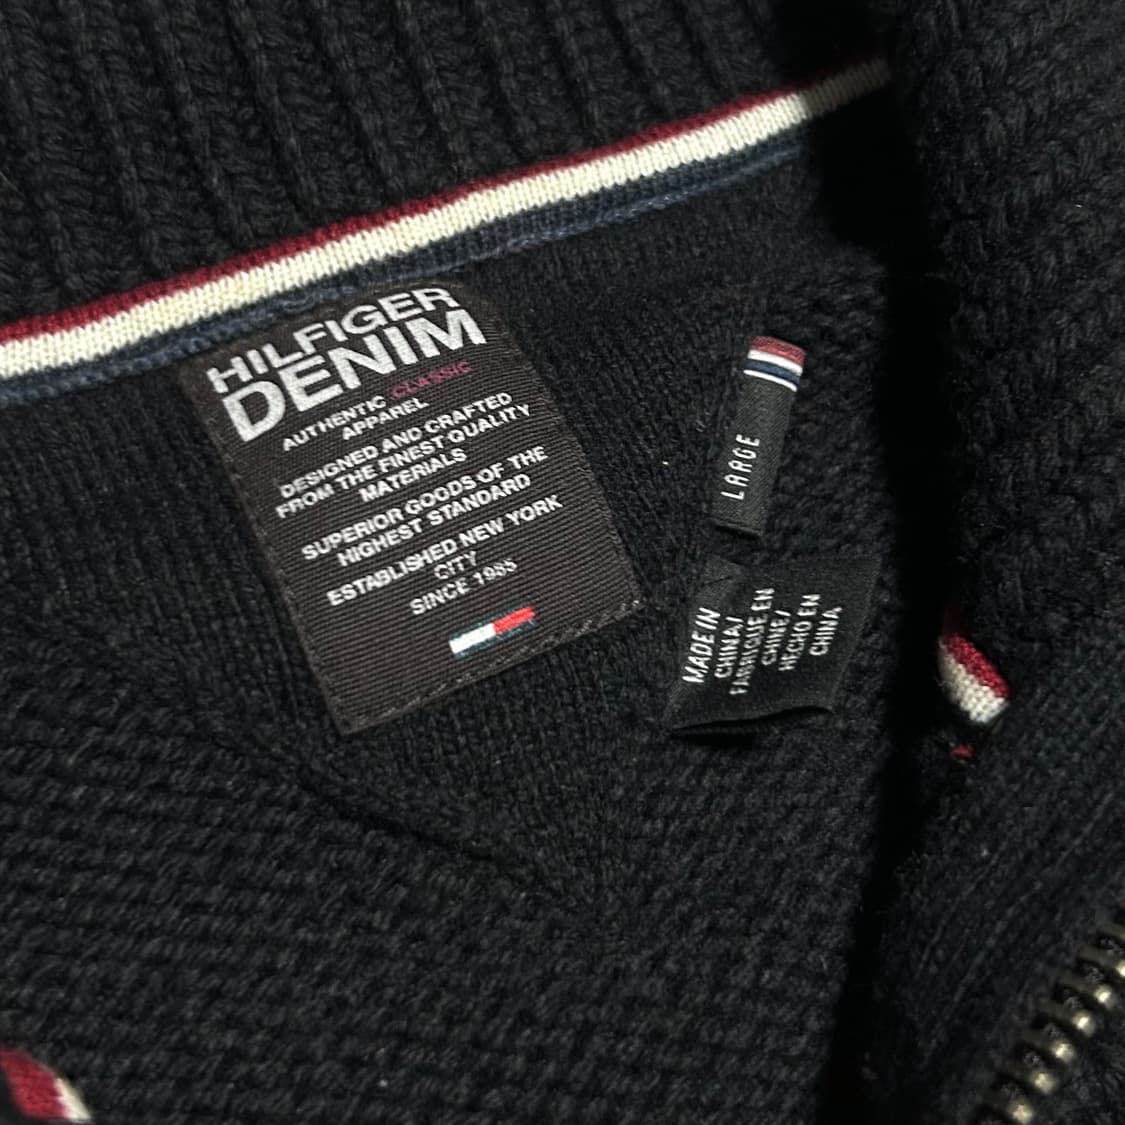 HILFIGER
DENIM
AUTHENTIC CLASSIC
APPAREL
DESIGNED AND CRAFTED
FROM THE FINEST QUALITY
MATERIALS
SUPERIOR GOODS OF THE
HIGHEST STANDARD
ESTABLISHED NEW YORK
CITY
SINCE 1985
LARGE
MADE IN
CHINA/
FABRIQUE EN
CHINE/
HECHO EN
CHINA